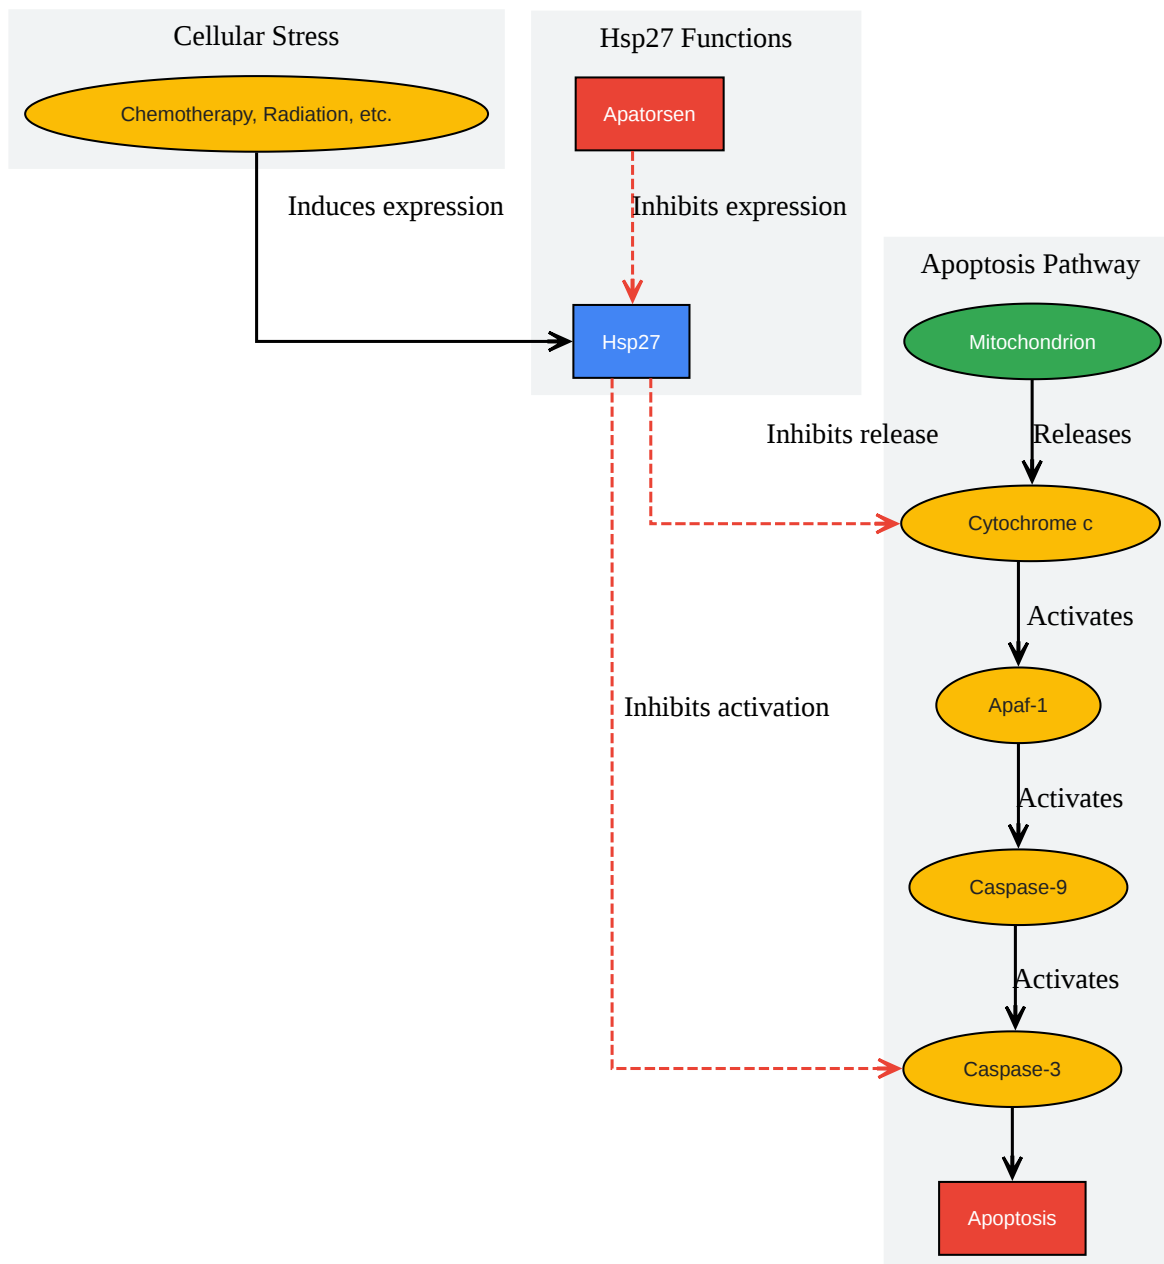 Cellular Stress
Chemotherapy, Radiation, etc.
Induces expression
Hsp27 Functions
Apatorsen
Inhibits expression
Hsp27
Inhibits release
Inhibits activation
Apoptosis Pathway
Mitochondrion
Releases
Cytochrome c
Activates
Apaf-1
Activates
Caspase-9
Activates
Caspase-3
Apoptosis